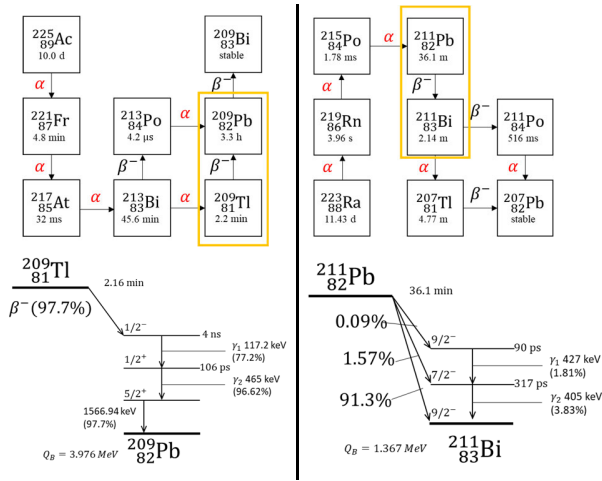 225 89 Ac
10.0 d
209 83 Bi
stable
α
β⁻
221 87 Fr
4.8 min
213 84 Po
4.2 μs
α
209 82 Pb
3.3 h
α
β⁻
β⁻
217 85 At
32 ms
α
213 83 Bi
45.6 min
α
209 81 Tl
2.2 min
209 81 Tl
2.16 min
β⁻(97.7%)
1/2⁻
4 ns
γ₁ 117.2 keV
(77.2%)
1/2⁺
106 ps
γ₂ 465 keV
(96.62%)
5/2⁺
1566.94 keV
(97.7%)
209 82 Pb
Q_B = 3.976 MeV
215 84 Po
1.78 ms
α
211 82 Pb
36.1 m
α
β⁻
219 86 Rn
3.96 s
211 83 Bi
2.14 m
β⁻
211 84 Po
516 ms
α
α
α
223 88 Ra
11.43 d
207 81 Tl
4.77 m
β⁻
207 82 Pb
stable
211 82 Pb
36.1 min
0.09%
9/2⁻
90 ps
1.57%
γ₁ 427 keV
(1.81%)
7/2⁻
317 ps
91.3%
γ₂ 405 keV
(3.83%)
9/2⁻
Q_B = 1.367 MeV
211 83 Bi